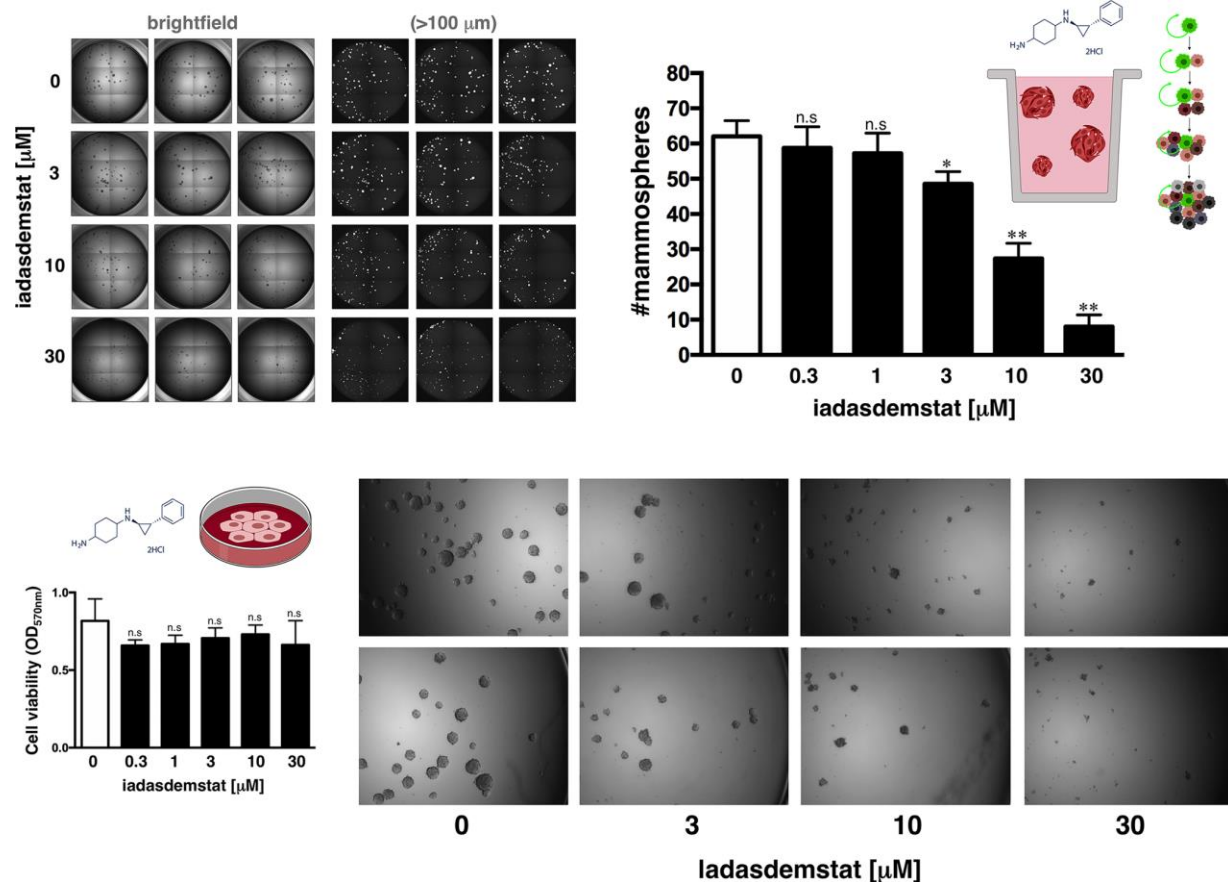 brightfield (>100 μm)
iadasdemstat [μM]
0
3
10
30
H
N
H₂N
2HCl
#mammospheres
80
70
60
50
40
30
20
10
0
n.s
n.s
*
**
**
0 0.3 1 3 10 30
iadasdemstat [μM]
H
N
H₂N
2HCl
Cell viability (OD570nm)
1.0
0.5
0.0
n.s n.s n.s n.s n.s
0 0.3 1 3 10 30
iadasdemstat [μM]
0 3 10 30
ladasdemstat [μM]